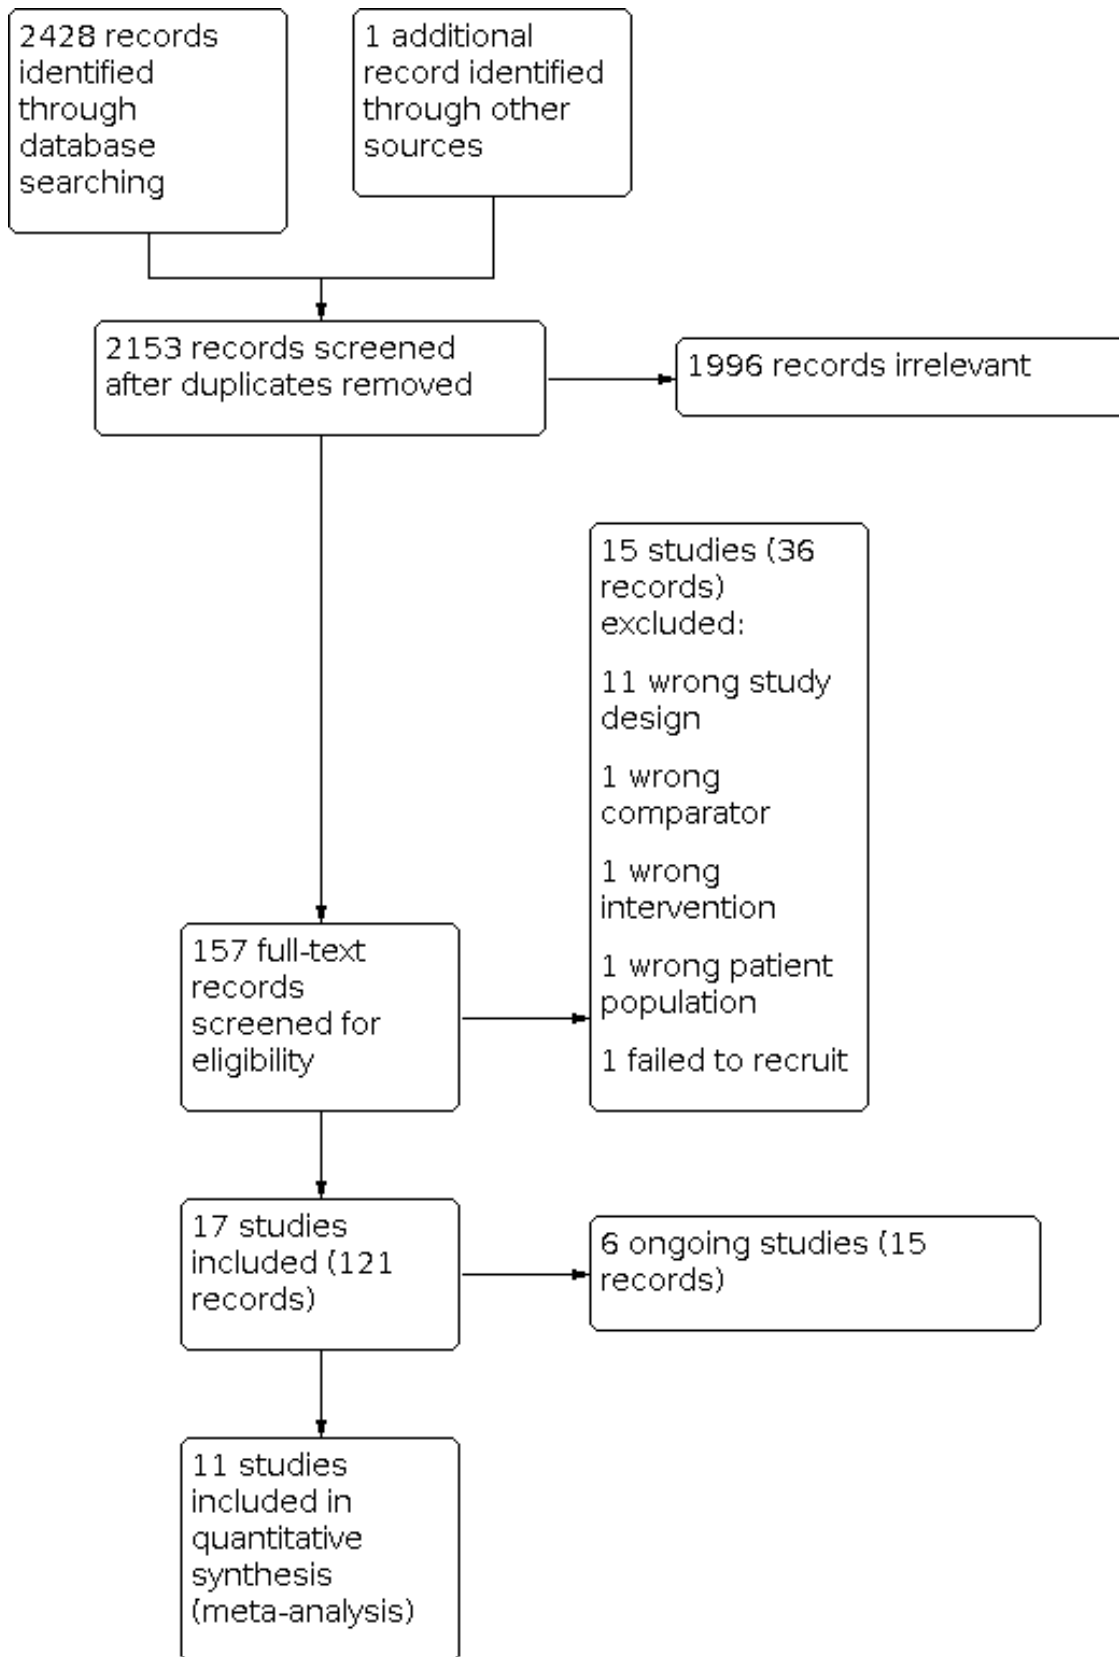 2428 records
identified
through
database
searching
1 additional
record identified
through other
sources
2153 records screened
after duplicates removed
1996 records irrelevant
15 studies (36
records)
excluded:
11 wrong study
design
1 wrong
comparator
1 wrong
intervention
1 wrong patient
population
1 failed to recruit
157 full-text
records
screened for
eligibility
17 studies
included (121
records)
6 ongoing studies (15
records)
11 studies
included in
quantitative
synthesis
(meta-analysis)